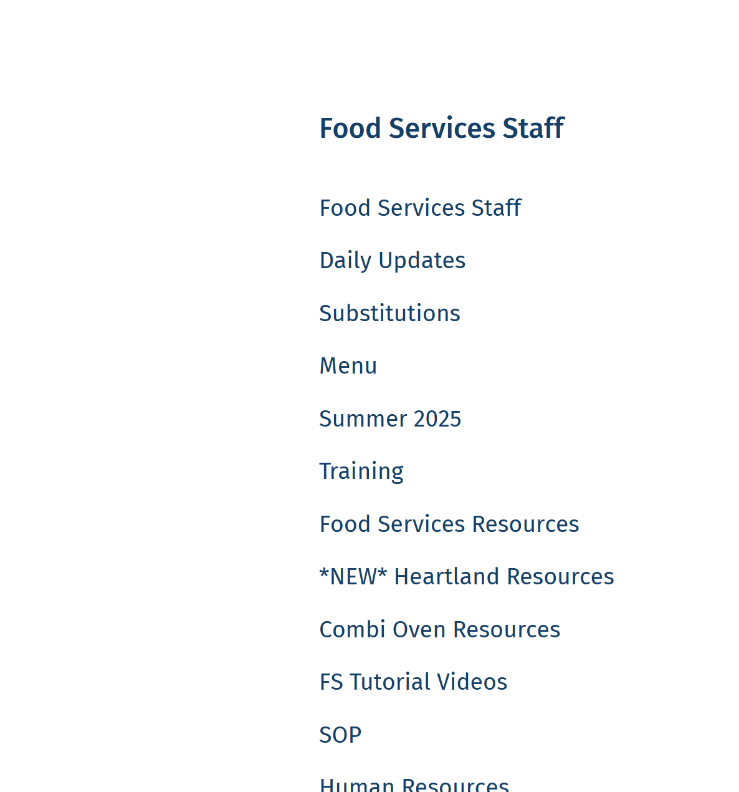 Food Services Staff
Food Services Staff
Daily Updates
Substitutions
Menu
Summer 2025
Training
Food Services Resources
*NEW* Heartland Resources
Combi Oven Resources
FS Tutorial Videos
SOP
Human Resources